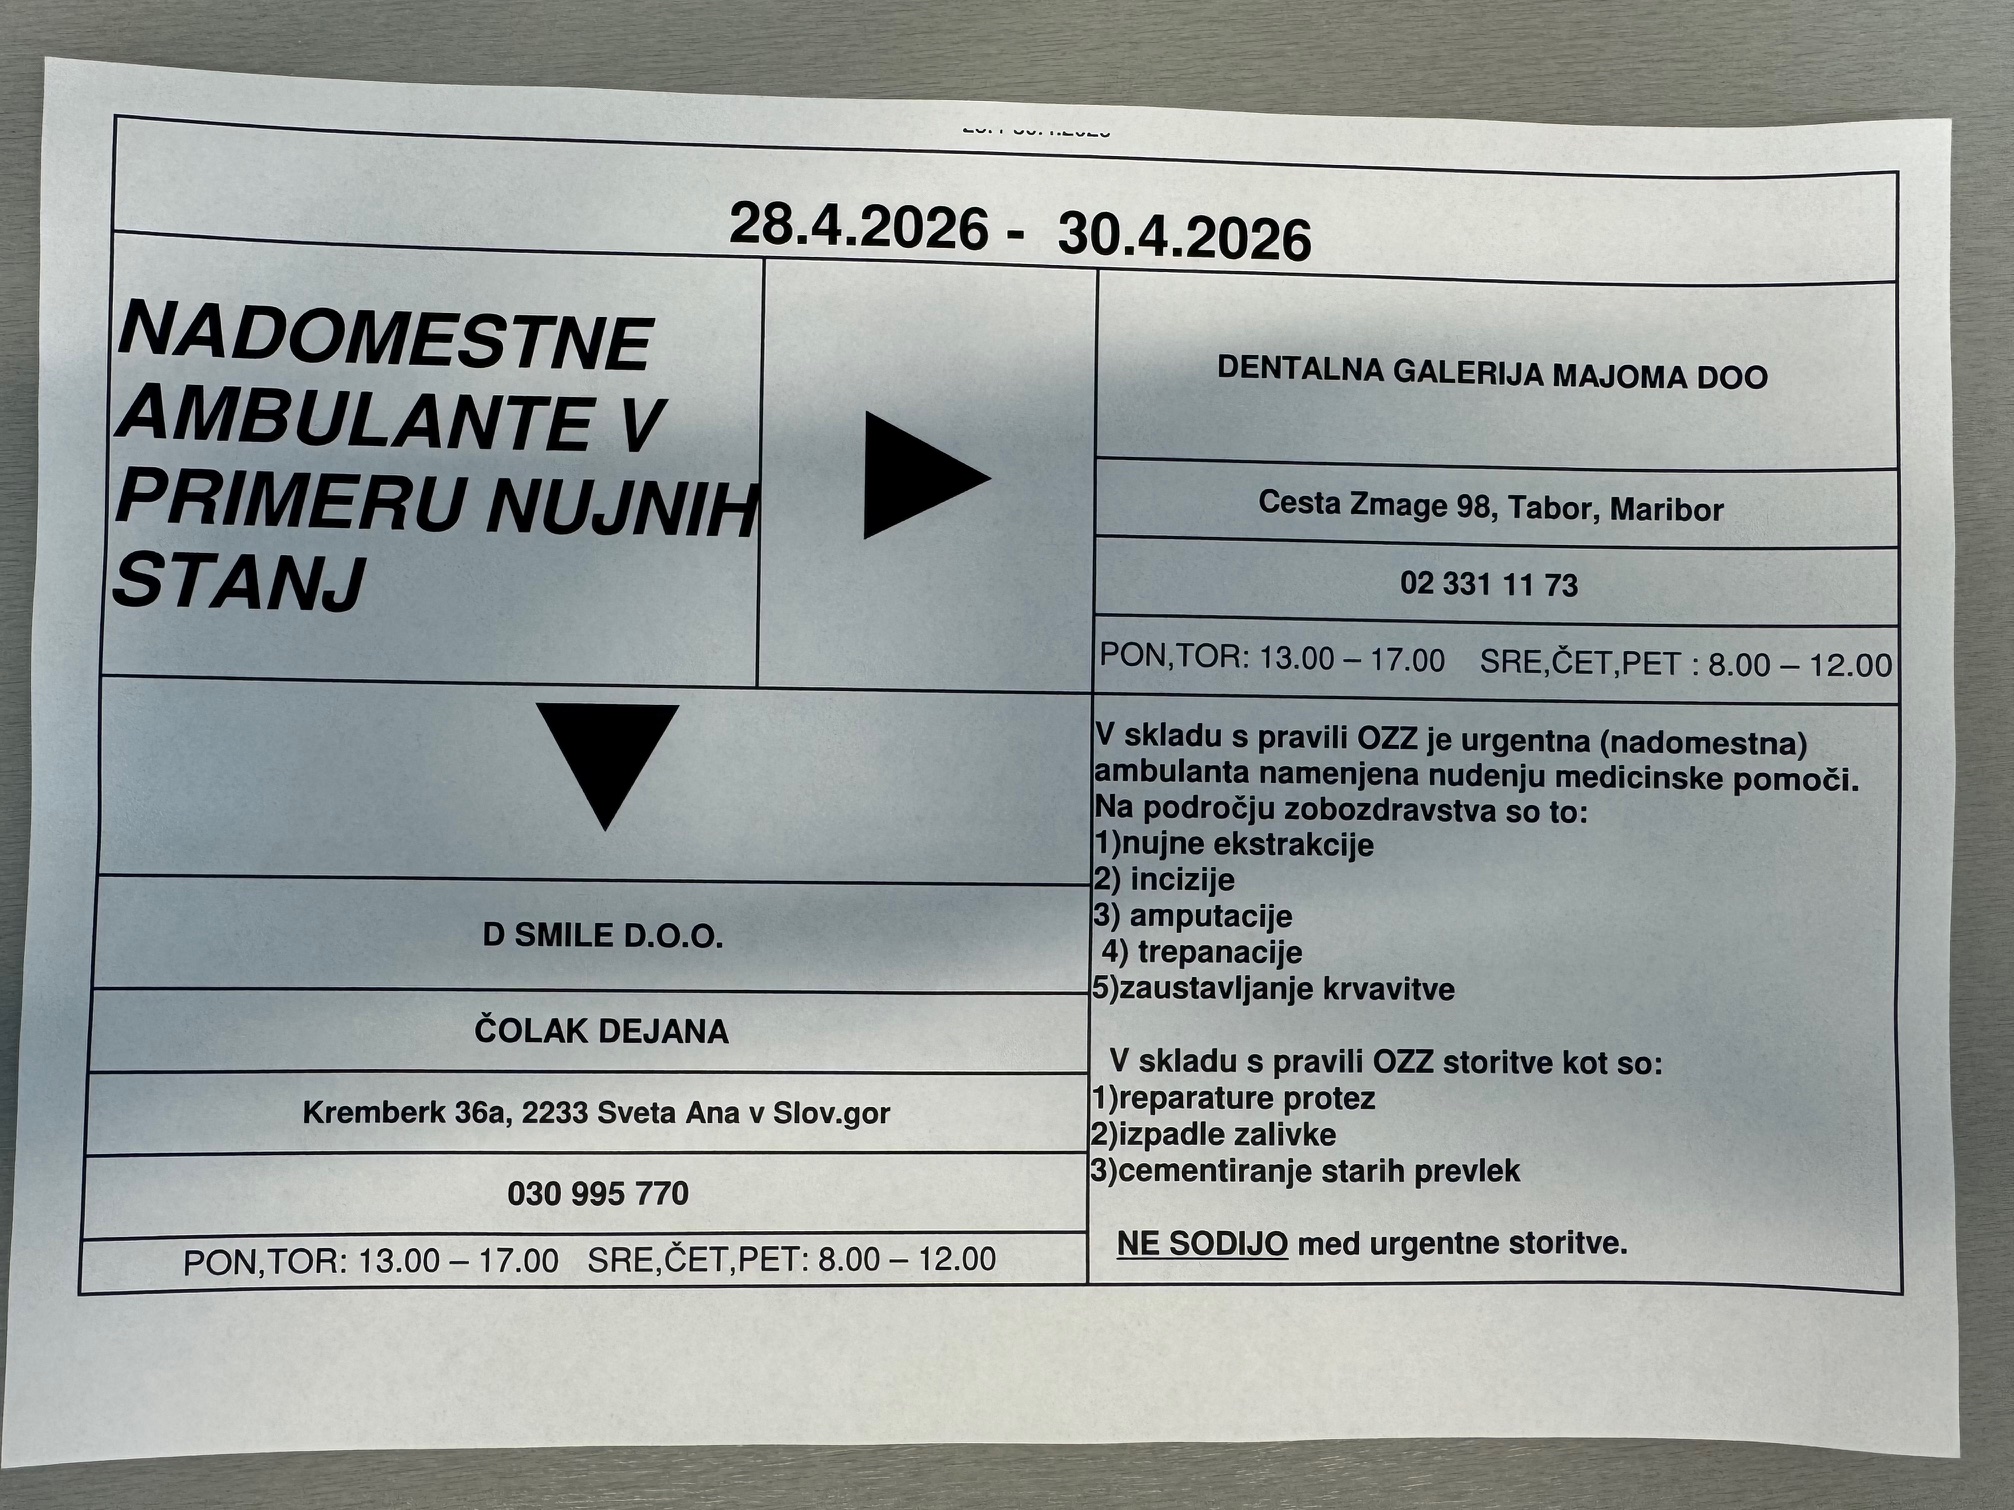 28.4.2026 - 30.4.2026
NADOMESTNE
AMBULANTE V
PRIMERU NUJNIH
STANJ
DENTALNA GALERIJA MAJOMA DOO
Cesta Zmage 98, Tabor, Maribor
02 331 11 73
PON,TOR: 13.00 – 17.00 SRE,ČET,PET : 8.00 – 12.00
D SMILE D.O.O.
ČOLAK DEJANA
Kremberk 36a, 2233 Sveta Ana v Slov.gor
030 995 770
PON,TOR: 13.00 – 17.00 SRE,ČET,PET: 8.00 – 12.00
V skladu s pravili OZZ je urgentna (nadomestna)
ambulanta namenjena nudenju medicinske pomoči.
Na področju zobozdravstva so to:
1)nujne ekstrakcije
2) incizije
3) amputacije
4) trepanacije
5)zaustavljanje krvavitve
V skladu s pravili OZZ storitve kot so:
1)reparature protez
2)izpadle zalivke
3)cementiranje starih prevlek
NE SODIJO med urgentne storitve.